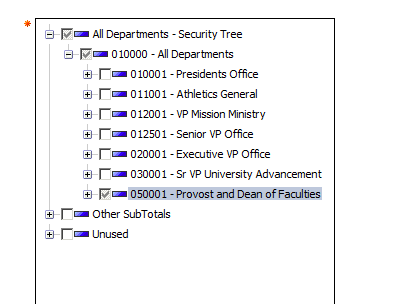 *
All Departments - Security Tree
010000 - All Departments
010001 - Presidents Office
011001 - Athletics General
012001 - VP Mission Ministry
012501 - Senior VP Office
020001 - Executive VP Office
030001 - Sr VP University Advancement
050001 - Provost and Dean of Faculties
Other SubTotals
Unused